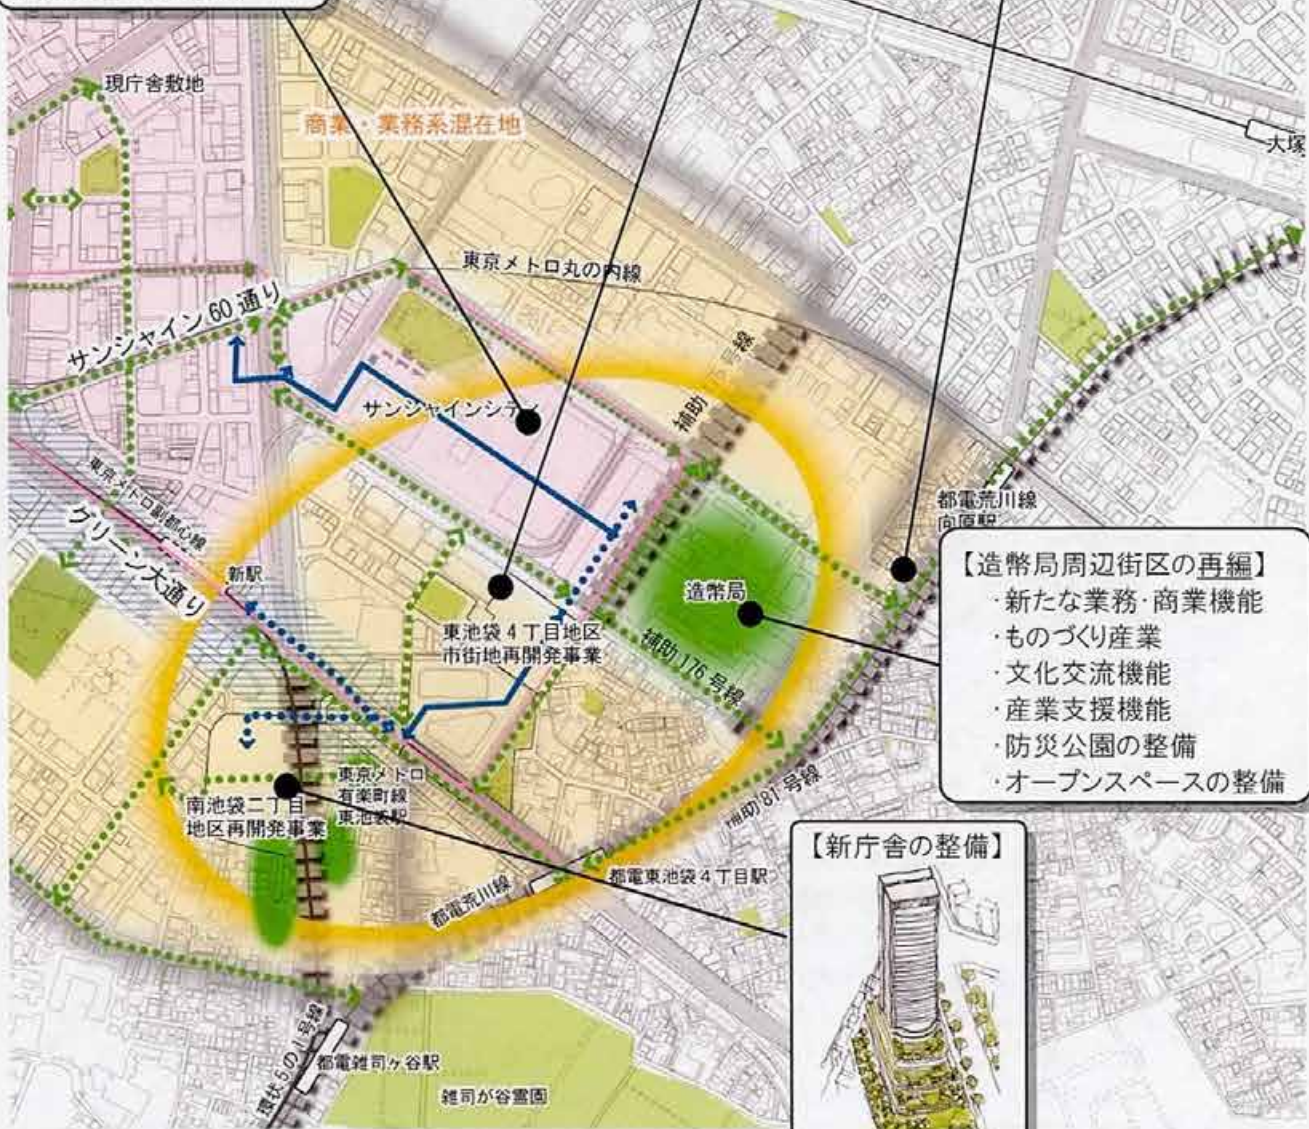 現庁舎敷地
商業・業務系混在地
大塚
東京メトロ丸の内線
サンシャイン60通り
補助
号線
サンシャインシティ
東京メトロ副都心線
グリーン大通り
新駅
都電荒川線
向原駅
造幣局
東池袋4丁目地区
市街地再開発事業
補助176号線
【造幣局周辺街区の再編】
・新たな業務・商業機能
・ものづくり産業
・文化交流機能
・産業支援機能
・防災公園の整備
・オープンスペースの整備
東京メトロ
有楽町線
東池袋駅
南池袋二丁目
地区再開発事業
補助81号線
【新庁舎の整備】
都電東池袋4丁目駅
都電荒川線
環状5の1号線
都電雑司ヶ谷駅
雑司が谷霊園